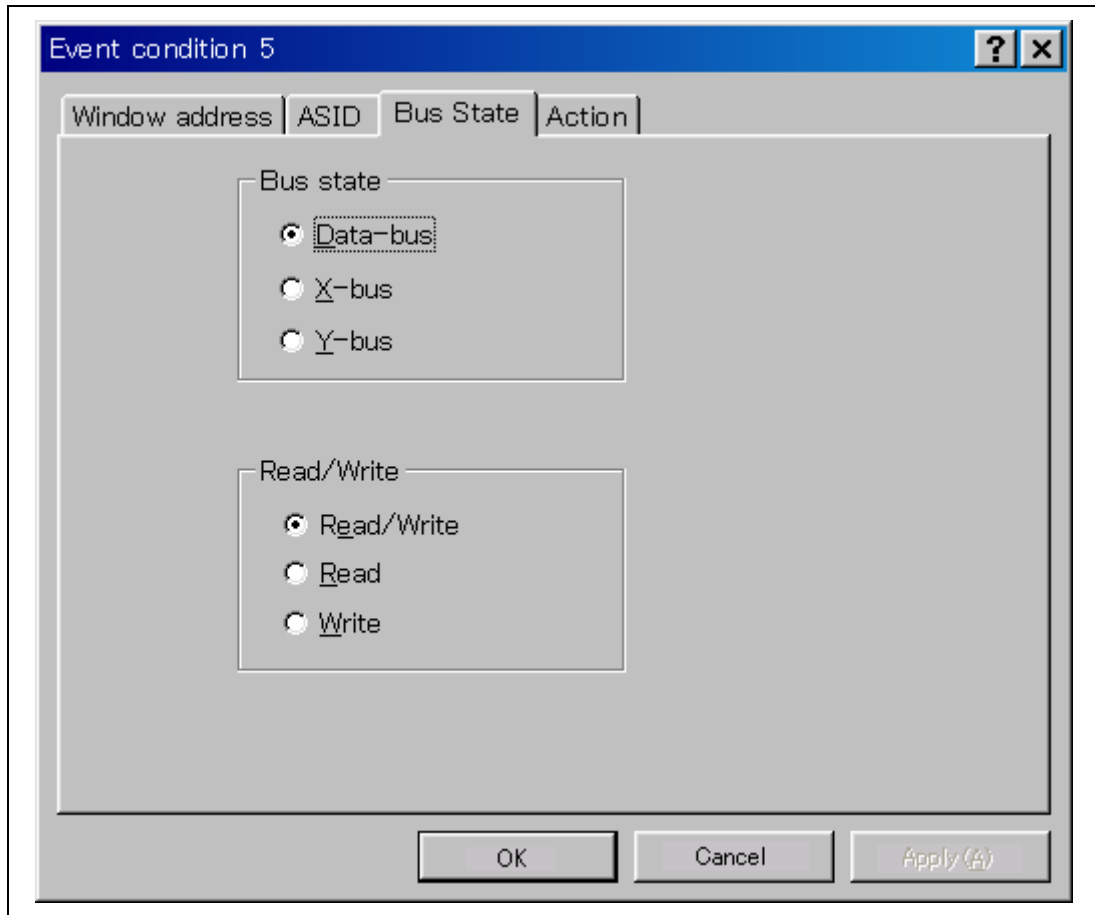 Event condition 5
Window address ASID Bus State Action
Bus state
Data-bus
X-bus
Y-bus
Read/Write
Read/Write
Read
Write
OK Cancel Apply(A)